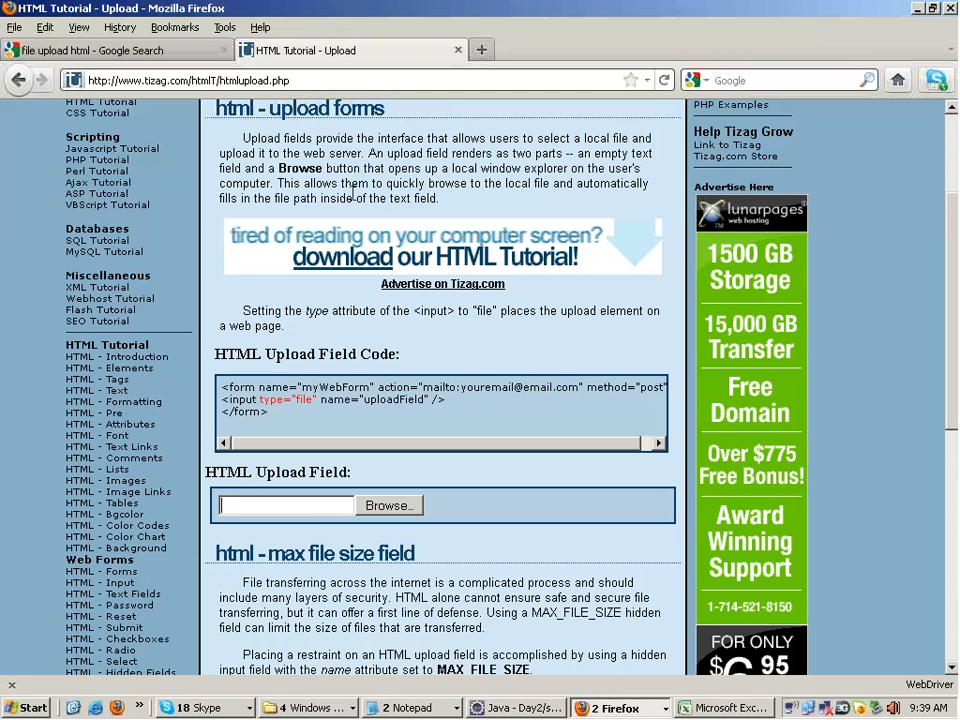 HTML Tutorial - Upload - Mozilla Firefox
File Edit View History Bookmarks Tools Help
file upload html - Google Search
HTML Tutorial - Upload
http://www.tizag.com/htmlT/htmlupload.php
Google
HTML Tutorial
CSS Tutorial
Scripting
Javascript Tutorial
PHP Tutorial
Perl Tutorial
Ajax Tutorial
ASP Tutorial
VBScript Tutorial
Databases
SQL Tutorial
MySQL Tutorial
Miscellaneous
XML Tutorial
Webhost Tutorial
Flash Tutorial
SEO Tutorial
HTML Tutorial
HTML - Introduction
HTML - Elements
HTML - Tags
HTML - Text
HTML - Formatting
HTML - Pre
HTML - Attributes
HTML - Font
HTML - Text Links
HTML - Comments
HTML - Lists
HTML - Images
HTML - Image Links
HTML - Tables
HTML - Bgcolor
HTML - Color Codes
HTML - Color Chart
HTML - Background
Web Forms
HTML - Forms
HTML - Input
HTML - Text Fields
HTML - Password
HTML - Reset
HTML - Submit
HTML - Checkboxes
HTML - Radio
HTML - Select
HTML - Hidden Fields
html - upload forms
Upload fields provide the interface that allows users to select a local file and
upload it to the web server. An upload field renders as two parts -- an empty text
field and a Browse button that opens up a local window explorer on the user's
computer. This allows them to quickly browse to the local file and automatically
fills in the file path inside of the text field.
tired of reading on your computer screen?
download our HTML Tutorial!
Advertise on Tizag.com
Setting the type attribute of the <input> to "file" places the upload element on
a web page.
HTML Upload Field Code:
<form name="myWebForm" action="mailto:youremail@email.com" method="post"
<input type="file" name="uploadField" />
</form>
HTML Upload Field:
Browse...
html - max file size field
File transferring across the internet is a complicated process and should
include many layers of security. HTML alone cannot ensure safe and secure file
transferring, but it can offer a first line of defense. Using a MAX_FILE_SIZE hidden
field can limit the size of files that are transferred.
Placing a restraint on an HTML upload field is accomplished by using a hidden
input field with the name attribute set to MAX_FILE_SIZE.
PHP Examples
Help Tizag Grow
Link to Tizag
Tizag.com Store
Advertise Here
lunarpages
web hosting
1500 GB
Storage
15,000 GB
Transfer
Free
Domain
Over $775
Free Bonus!
Award
Winning
Support
1-714-521-8150
FOR ONLY
WebDriver
Start
18 Skype
4 Windows ...
2 Notepad
Java - Day2/s...
2 Firefox
Microsoft Exc...
9:39 AM